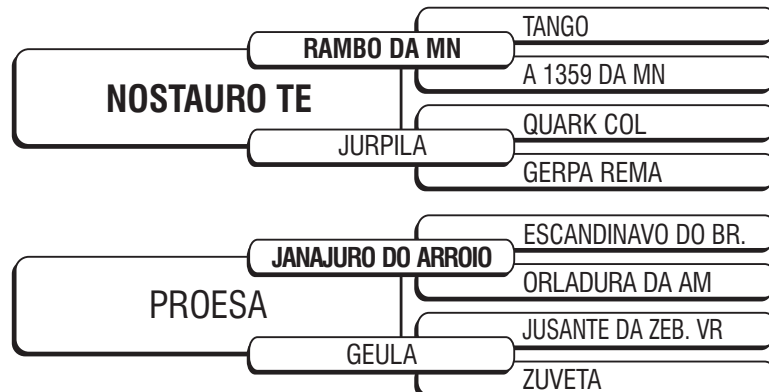 TANGO
RAMBO DA MN
A 1359 DA MN
NOSTAURO TE
QUARK COL
JURPILA
GERPA REMA
ESCANDINAVO DO BR.
JANAJURO DO ARROIO
ORLADURA DA AM
PROESA
JUSANTE DA ZEB. VR
GEULA
ZUVETA